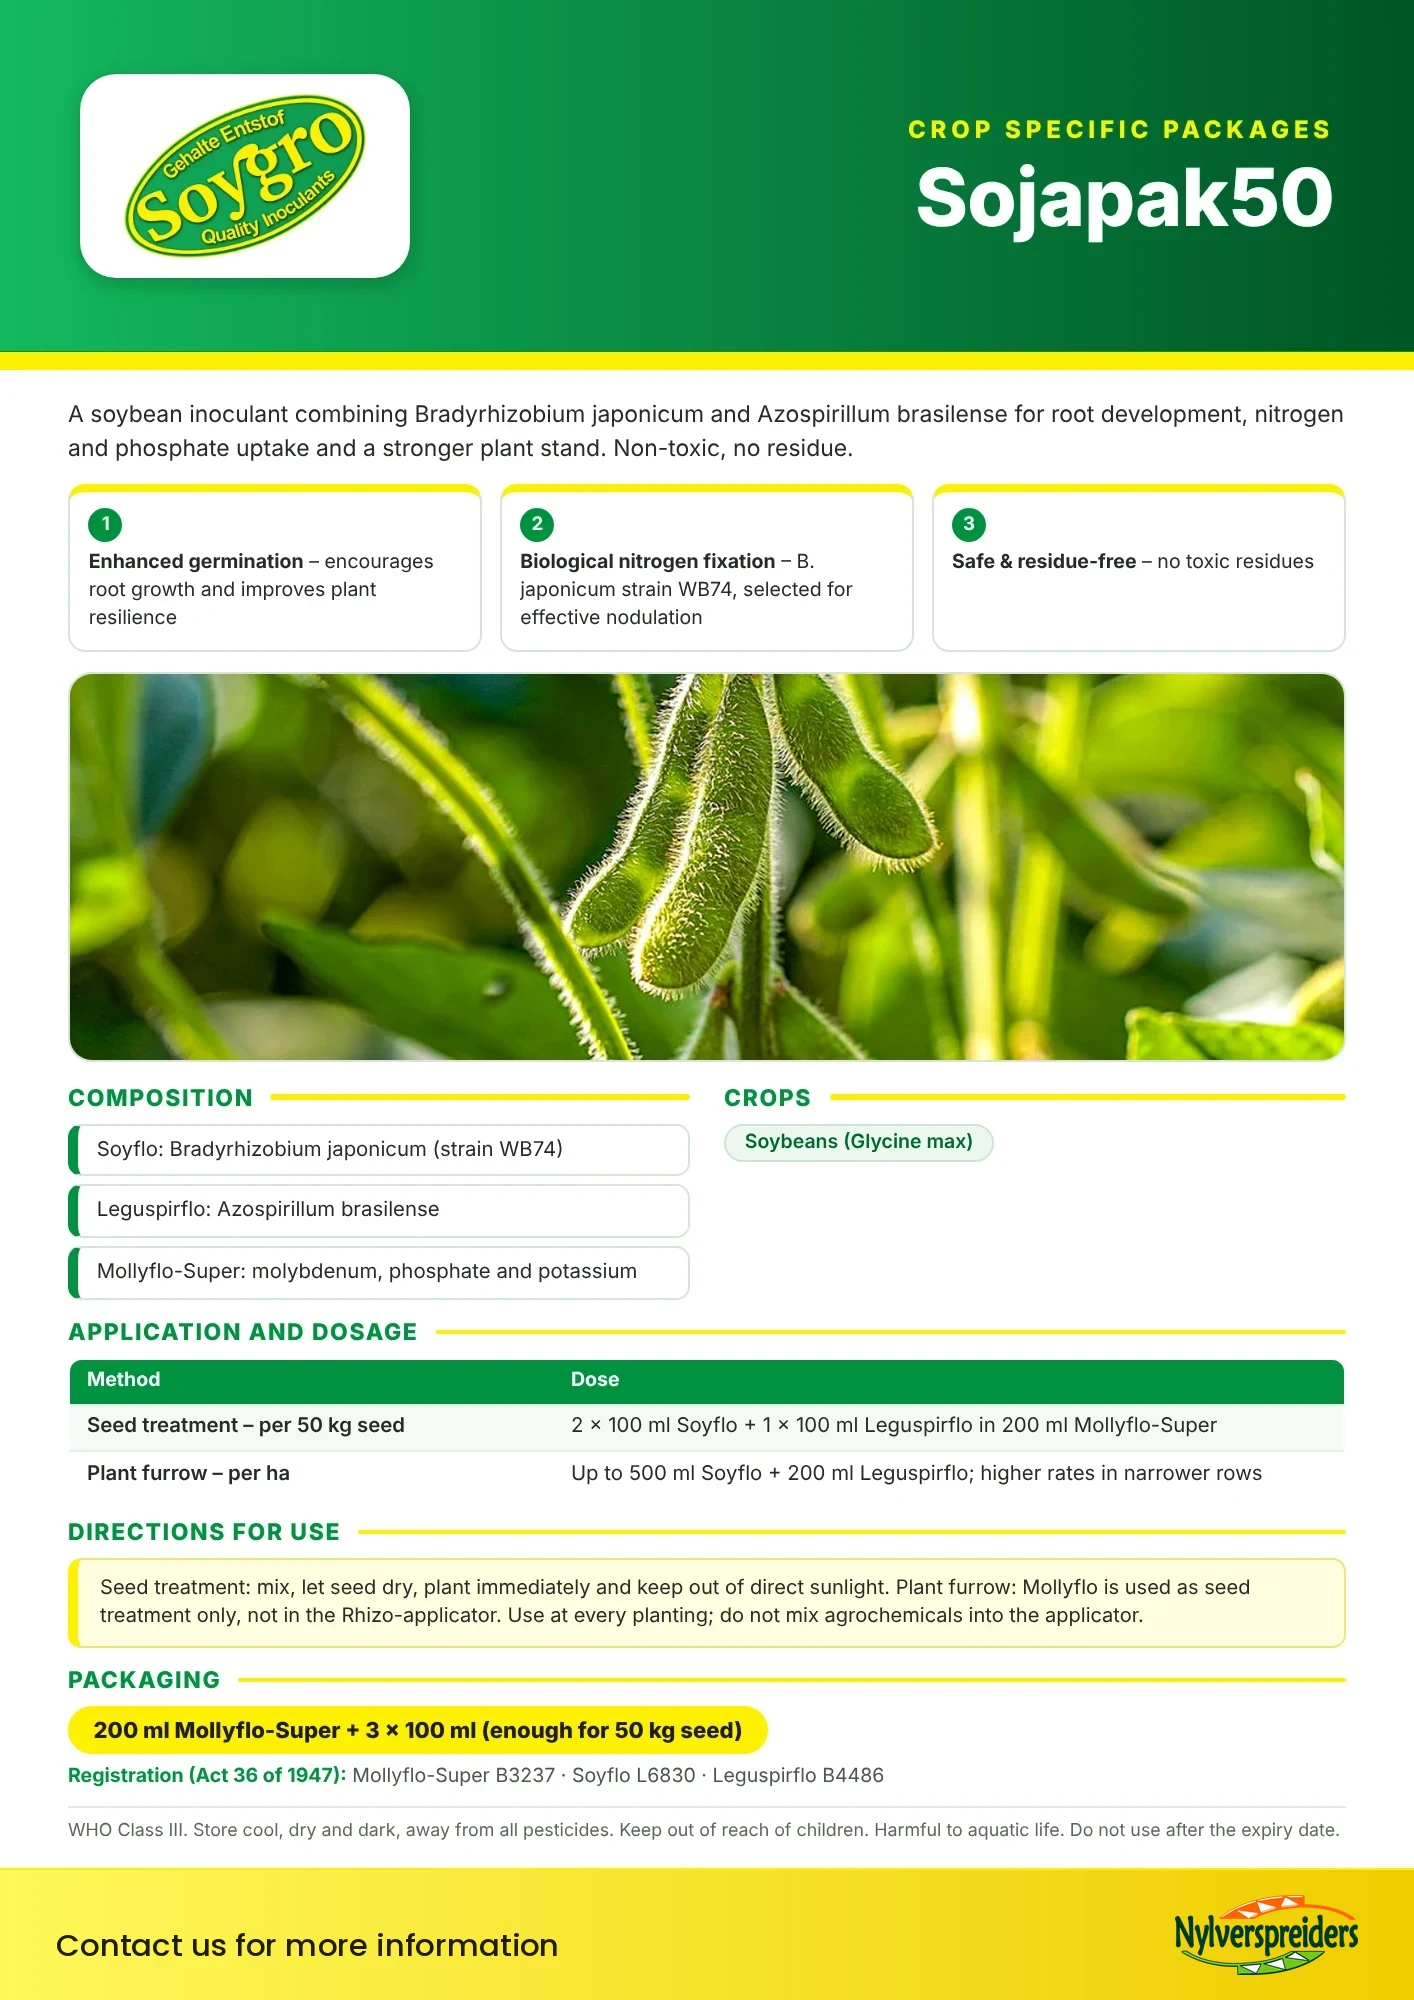 Gehalte Entstof
Soygro
Quality Inoculants
CROP SPECIFIC PACKAGES
Sojapak50
A soybean inoculant combining Bradyrhizobium japonicum and Azospirillum brasilense for root development, nitrogen
and phosphate uptake and a stronger plant stand. Non-toxic, no residue.
1
Enhanced germination – encourages
root growth and improves plant
resilience
2
Biological nitrogen fixation – B.
japonicum strain WB74, selected for
effective nodulation
3
Safe & residue-free – no toxic residues
COMPOSITION
Soyflo: Bradyrhizobium japonicum (strain WB74)
Leguspirflo: Azospirillum brasilense
Mollyflo-Super: molybdenum, phosphate and potassium
CROPS
Soybeans (Glycine max)
APPLICATION AND DOSAGE
Method Dose
Seed treatment – per 50 kg seed 2 × 100 ml Soyflo + 1 × 100 ml Leguspirflo in 200 ml Mollyflo-Super
Plant furrow – per ha Up to 500 ml Soyflo + 200 ml Leguspirflo; higher rates in narrower rows
DIRECTIONS FOR USE
Seed treatment: mix, let seed dry, plant immediately and keep out of direct sunlight. Plant furrow: Mollyflo is used as seed
treatment only, not in the Rhizo-applicator. Use at every planting; do not mix agrochemicals into the applicator.
PACKAGING
200 ml Mollyflo-Super + 3 × 100 ml (enough for 50 kg seed)
Registration (Act 36 of 1947): Mollyflo-Super B3237 · Soyflo L6830 · Leguspirflo B4486
WHO Class III. Store cool, dry and dark, away from all pesticides. Keep out of reach of children. Harmful to aquatic life. Do not use after the expiry date.
Contact us for more information
Nylverspreiders